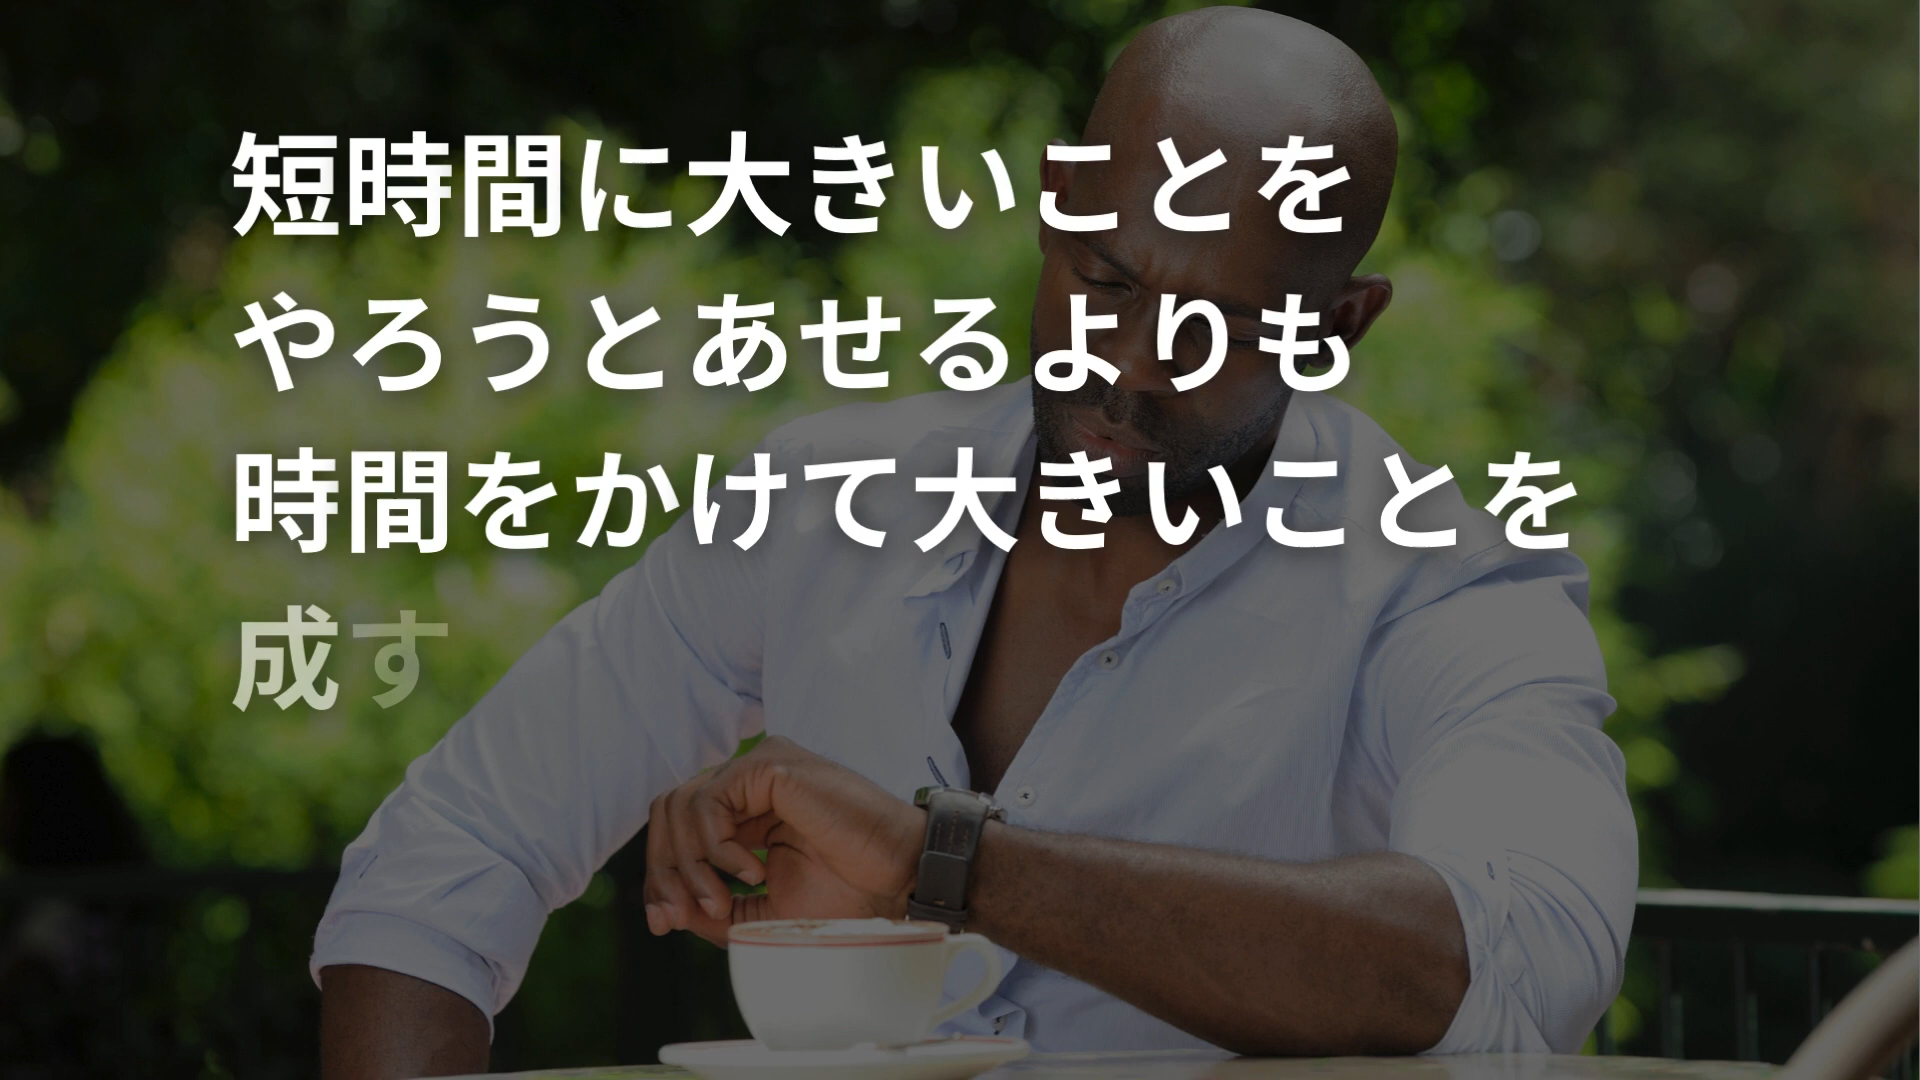 短時間に大きいことを
やろうとあせるよりも
時間をかけて大きいことを
成す